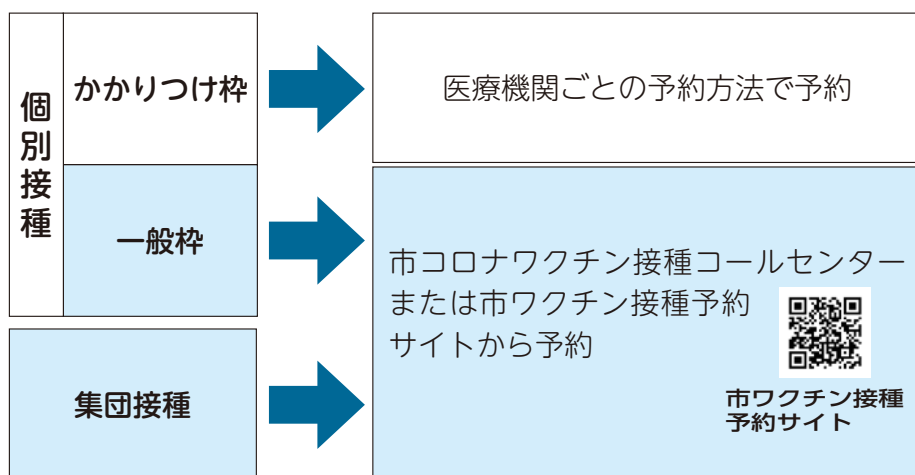 個別接種
かかりつけ枠
医療機関ごとの予約方法で予約
一般枠
集団接種
市コロナワクチン接種コールセンター
または市ワクチン接種予約
サイトから予約
市ワクチン接種
予約サイト